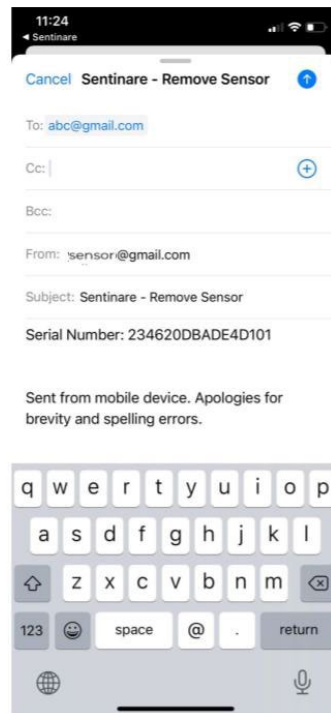 11:24
◀ Sentinare
Cancel Sentinare - Remove Sensor
To: abc@gmail.com
Cc:
Bcc:
From: sensor@gmail.com
Subject: Sentinare - Remove Sensor
Serial Number: 234620DBADE4D101
Sent from mobile device. Apologies for
brevity and spelling errors.
q w e r t y u i o p
a s d f g h j k l
z x c v b n m
123 space @ . return